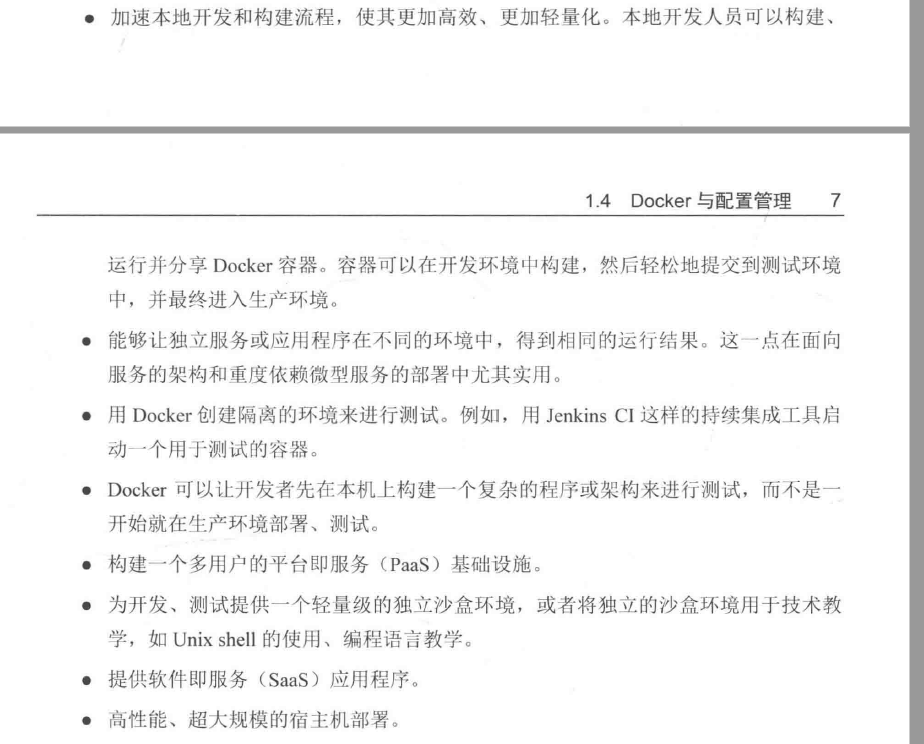 ● 加速本地开发和构建流程，使其更加高效、更加轻量化。本地开发人员可以构建、
1.4 Docker 与配置管理 7
运行并分享 Docker 容器。容器可以在开发环境中构建，然后轻松地提交到测试环境
中，并最终进入生产环境。
● 能够让独立服务或应用程序在不同的环境中，得到相同的运行结果。这一点在面向
服务的架构和重度依赖微型服务的部署中尤其实用。
● 用 Docker 创建隔离的环境来进行测试。例如，用 Jenkins CI 这样的持续集成工具启
动一个用于测试的容器。
● Docker 可以让开发者先在本机上构建一个复杂的程序或架构来进行测试，而不是一
开始就在生产环境部署、测试。
● 构建一个多用户的平台即服务（PaaS）基础设施。
● 为开发、测试提供一个轻量级的独立沙盒环境，或者将独立的沙盒环境用于技术教
学，如 Unix shell 的使用、编程语言教学。
● 提供软件即服务（SaaS）应用程序。
● 高性能、超大规模的宿主机部署。